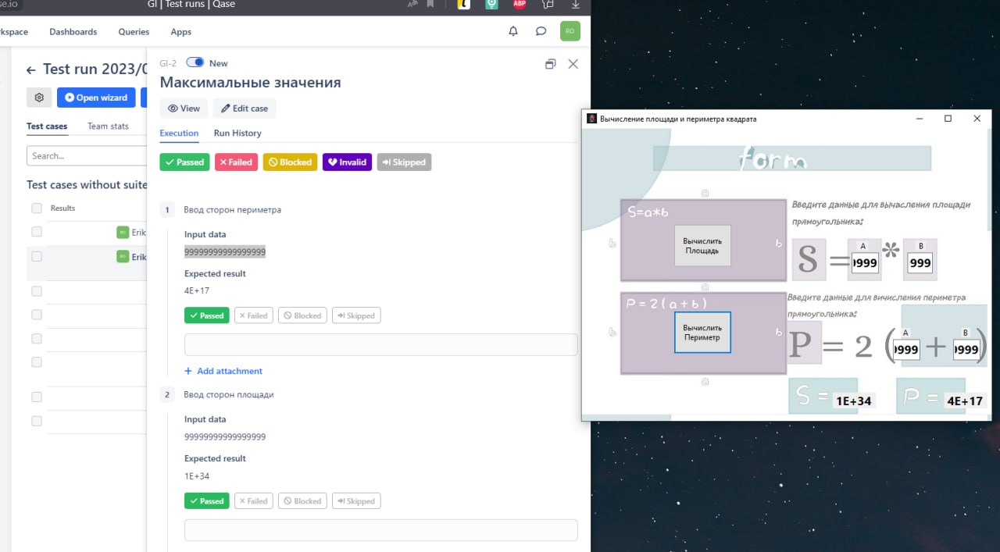 se.io
GI | Test runs | Qase
ABP
kspace Dashboards Queries Apps
RO
Test run 2023/0
Open wizard
Test cases Team stats
Search...
Test cases without suite
Results
RO Erik
RO Erik
GI-2 New
Максимальные значения
View Edit case
Execution Run History
Passed Failed Blocked Invalid Skipped
1 Ввод сторон периметра
Input data
99999999999999999
Expected result
4E+17
Passed Failed Blocked Skipped
+ Add attachment
2 Ввод сторон площади
Input data
99999999999999999
Expected result
1E+34
Passed Failed Blocked Skipped
Вычисление площади и периметра квадрата
form
a
S=a*b
b
Вычислить
Площадь
b
a
Введите данные для вычасления площади
прямоугольника:
A B
S = 9999 * 999
P = 2 ( a + b )
b
Вычислить
Периметр
b
a
Введите данные для вичисления периметра
прямоугольника:
A B
P = 2 ( 9999 + 9999 )
S = 1E+34
P = 4E+17